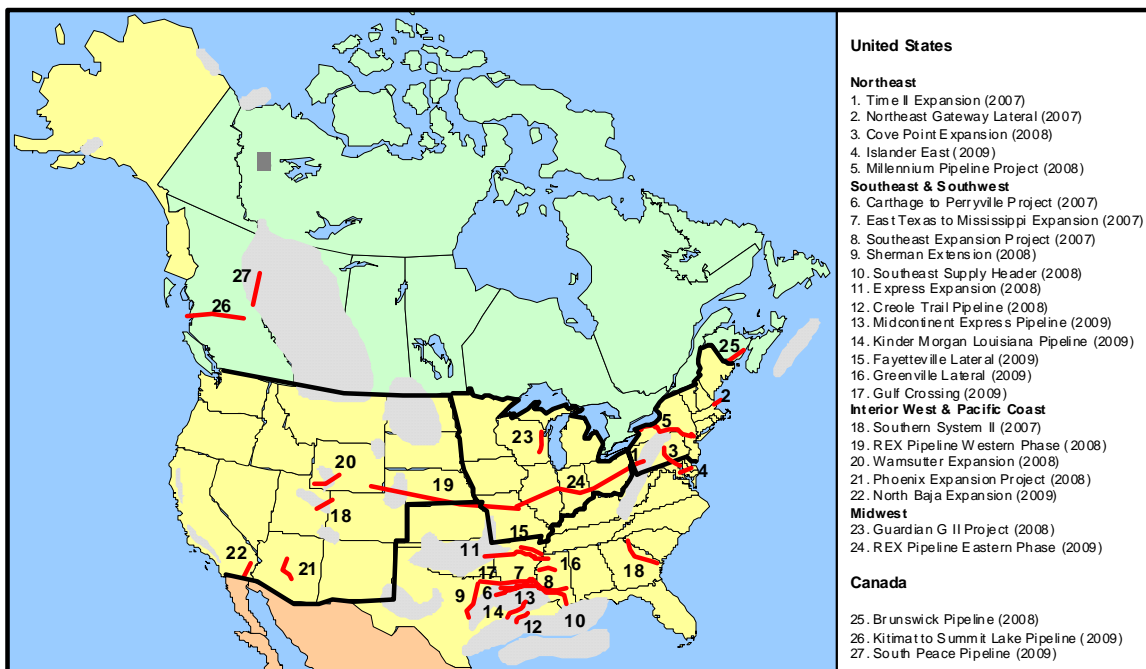 United States
Northeast
1. Time II Expansion (2007)
2. Northeast Gateway Lateral (2007)
3. Cove Point Expansion (2008)
4. Islander East (2009)
5. Millennium Pipeline Project (2008)
Southeast & Southwest
6. Carthage to Perryville Project (2007)
7. East Texas to Mississippi Expansion (2007)
8. Southeast Expansion Project (2007)
9. Sherman Extension (2008)
10. Southeast Supply Header (2008)
11. Express Expansion (2008)
12. Creole Trail Pipeline (2008)
13. Midcontinent Express Pipeline (2009)
14. Kinder Morgan Louisiana Pipeline (2009)
15. Fayetteville Lateral (2009)
16. Greenville Lateral (2009)
17. Gulf Crossing (2009)
Interior West & Pacific Coast
18. Southern System II (2007)
19. REX Pipeline Western Phase (2008)
20. Wamsutter Expansion (2008)
21. Phoenix Expansion Project (2008)
22. North Baja Expansion (2009)
Midwest
23. Guardian G II Project (2008)
24. REX Pipeline Eastern Phase (2009)
Canada
25. Brunswick Pipeline (2008)
26. Kitimat to Summit Lake Pipeline (2009)
27. South Peace Pipeline (2009)
27
26
25
2
5
23
1
3
20
4
24
19
18
15
22
11
21
16
7
17
18
8
6
9
13
14
10
12